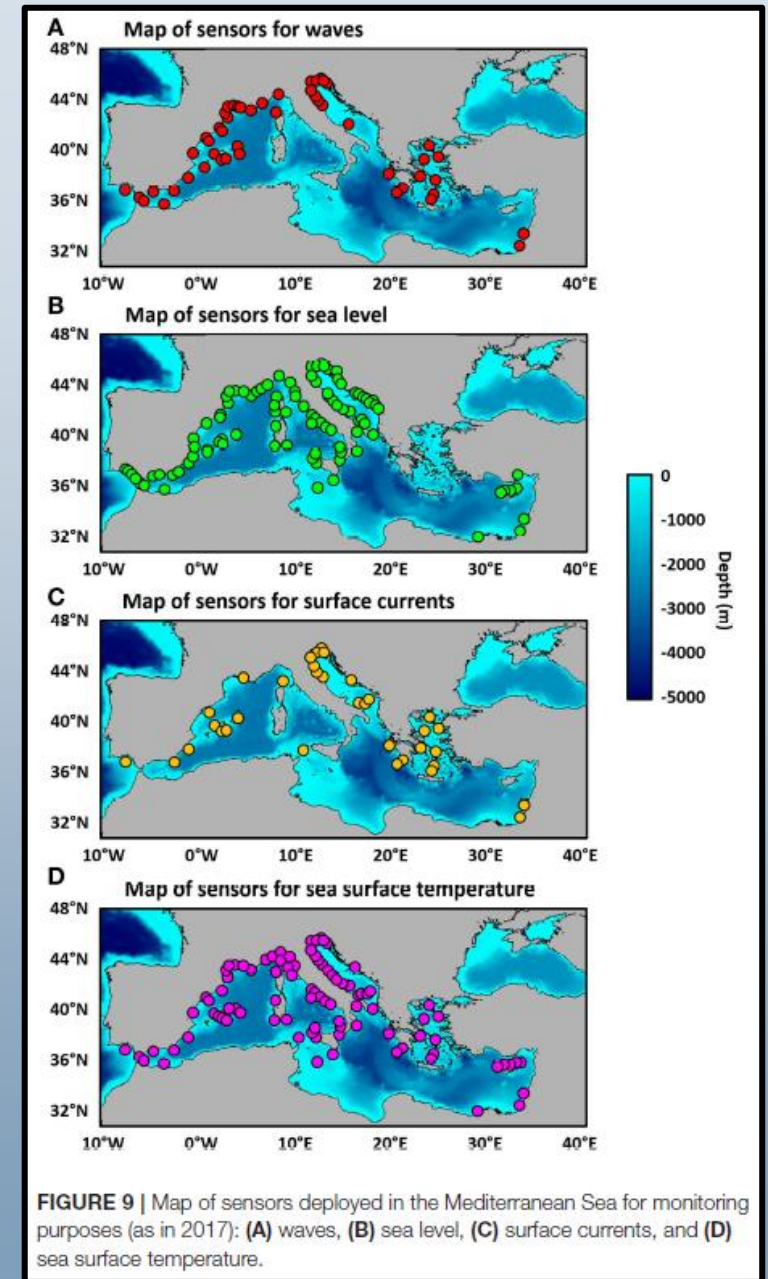 A
Map of sensors for waves
48°N
44°N
40°N
36°N
32°N
10°W 0°W 10°E 20°E 30°E 40°E
B
Map of sensors for sea level
48°N
44°N
40°N
36°N
32°N
10°W 0°W 10°E 20°E 30°E 40°E
0
-1000
-2000
-3000
-4000
-5000
Depth (m)
C
Map of sensors for surface currents
48°N
44°N
40°N
36°N
32°N
10°W 0°W 10°E 20°E 30°E 40°E
D
Map of sensors for sea surface temperature
48°N
44°N
40°N
36°N
32°N
10°W 0°W 10°E 20°E 30°E 40°E
FIGURE 9 | Map of sensors deployed in the Mediterranean Sea for monitoring
purposes (as in 2017): (A) waves, (B) sea level, (C) surface currents, and (D)
sea surface temperature.